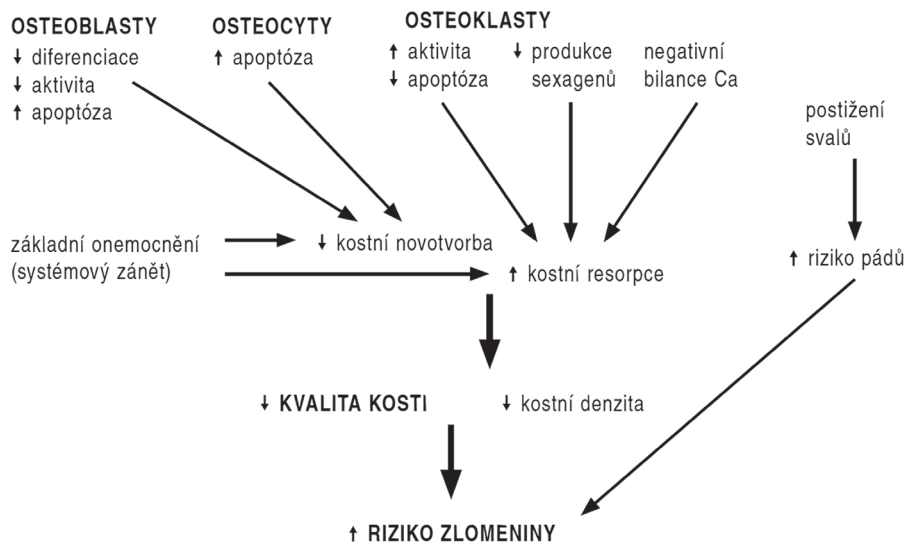 OSTEOBLASTY
↓ diferenciace
↓ aktivita
↑ apoptóza
OSTEOCYTY
↑ apoptóza
OSTEOKLASTY
↑ aktivita
↓ apoptóza
↓ produkce
sexagenů
negativní
bilance Ca
postižení
svalů
základní onemocnění
(systémový zánět)
↓ kostní novotvorba
↑ kostní resorpce
↑ riziko pádů
↓ KVALITA KOSTI
↓ kostní denzita
↑ RIZIKO ZLOMENINY